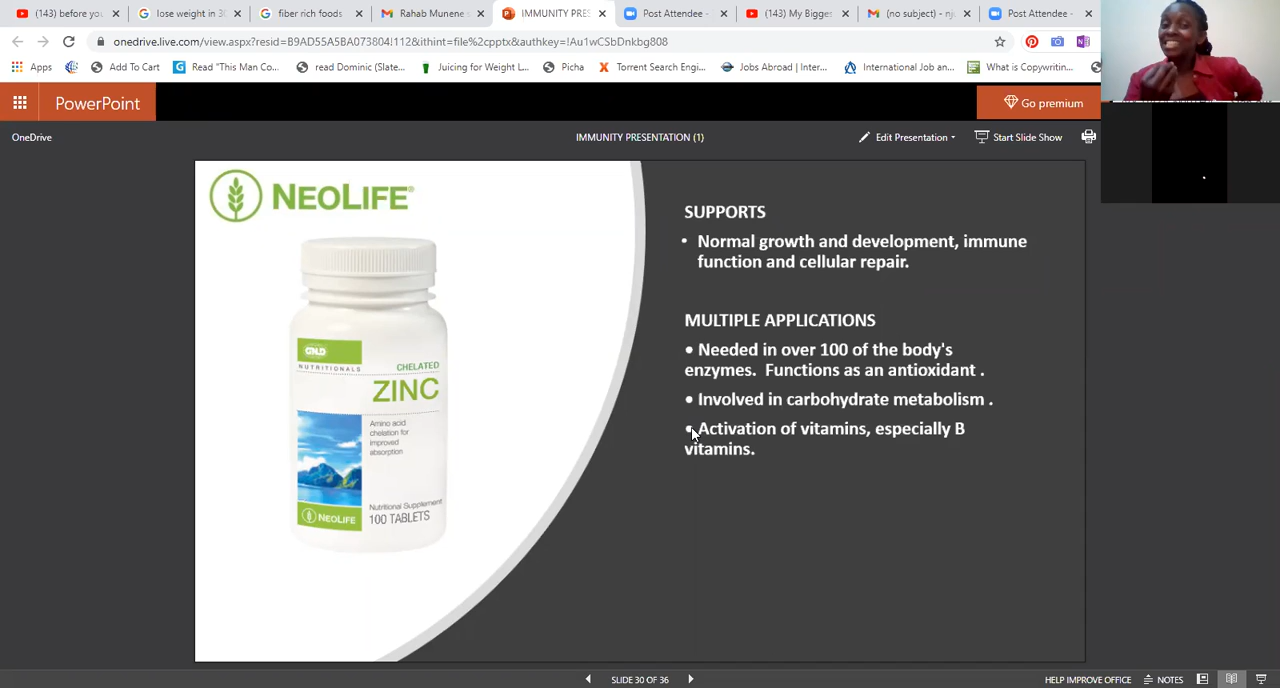 (143) before you
lose weight in 30
fiber rich foods
Rahab Munene s
IMMUNITY PRES
Post Attendee -
(143) My Bigges
(no subject) - nj
Post Attendee -
onedrive.live.com/view.aspx?resid=B9AD55A5BA073804!112&ithint=file%2cpptx&authkey=!Au1wCSbDnkbg808
Apps
Add To Cart
Read "This Man Co...
read Dominic (Slate...
Juicing for Weight L...
Picha
Torrent Search Engi...
Jobs Abroad | Inter...
International Job an...
What is Copywritin...
PowerPoint
Go premium
OneDrive
IMMUNITY PRESENTATION (1)
Edit Presentation
Start Slide Show
NEOLIFE®
GNLD
NUTRITIONALS
CHELATED
ZINC
Amino acid
chelation for
improved
absorption
Nutritional Supplement
100 TABLETS
NEOLIFE
SUPPORTS
• Normal growth and development, immune
function and cellular repair.
MULTIPLE APPLICATIONS
• Needed in over 100 of the body's
enzymes. Functions as an antioxidant .
• Involved in carbohydrate metabolism .
• Activation of vitamins, especially B
vitamins.
SLIDE 30 OF 36
HELP IMPROVE OFFICE
NOTES